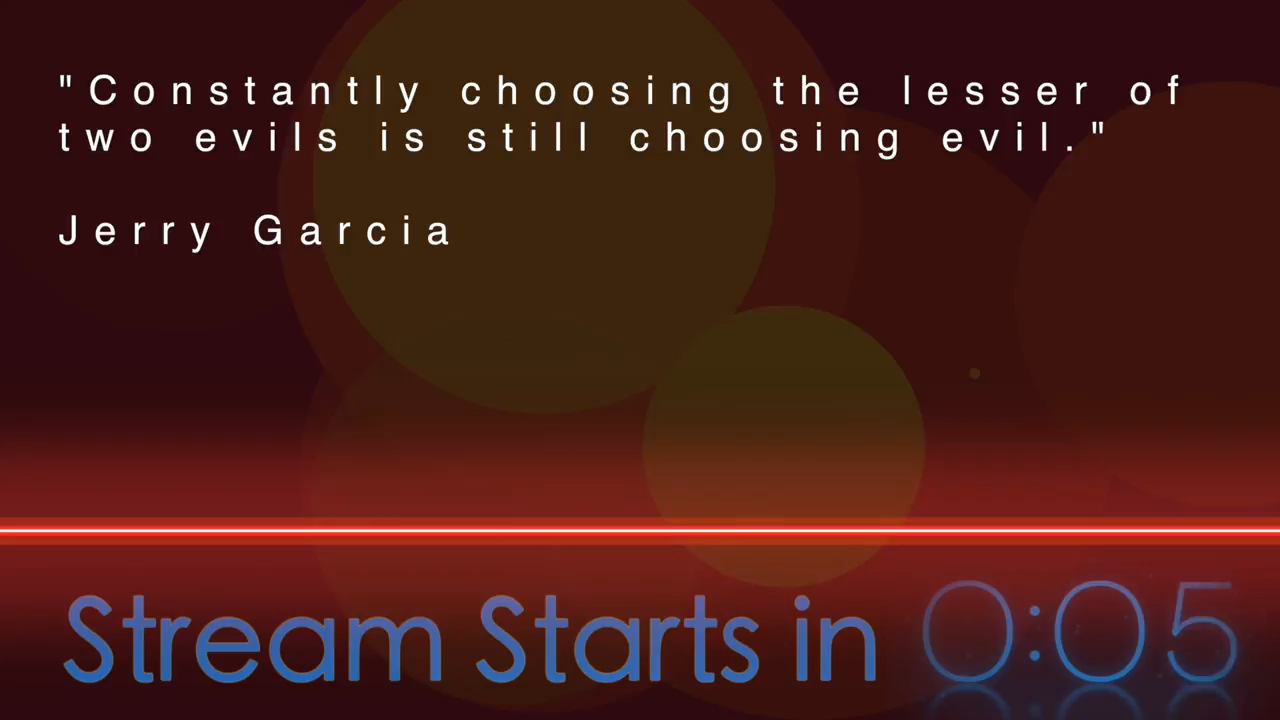 "Constantly choosing the lesser of
two evils is still choosing evil."
Jerry Garcia
Stream Starts in 0:05